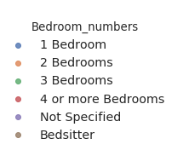 Bedroom_numbers
1 Bedroom
2 Bedrooms
3 Bedrooms
4 or more Bedrooms
Not Specified
Bedsitter